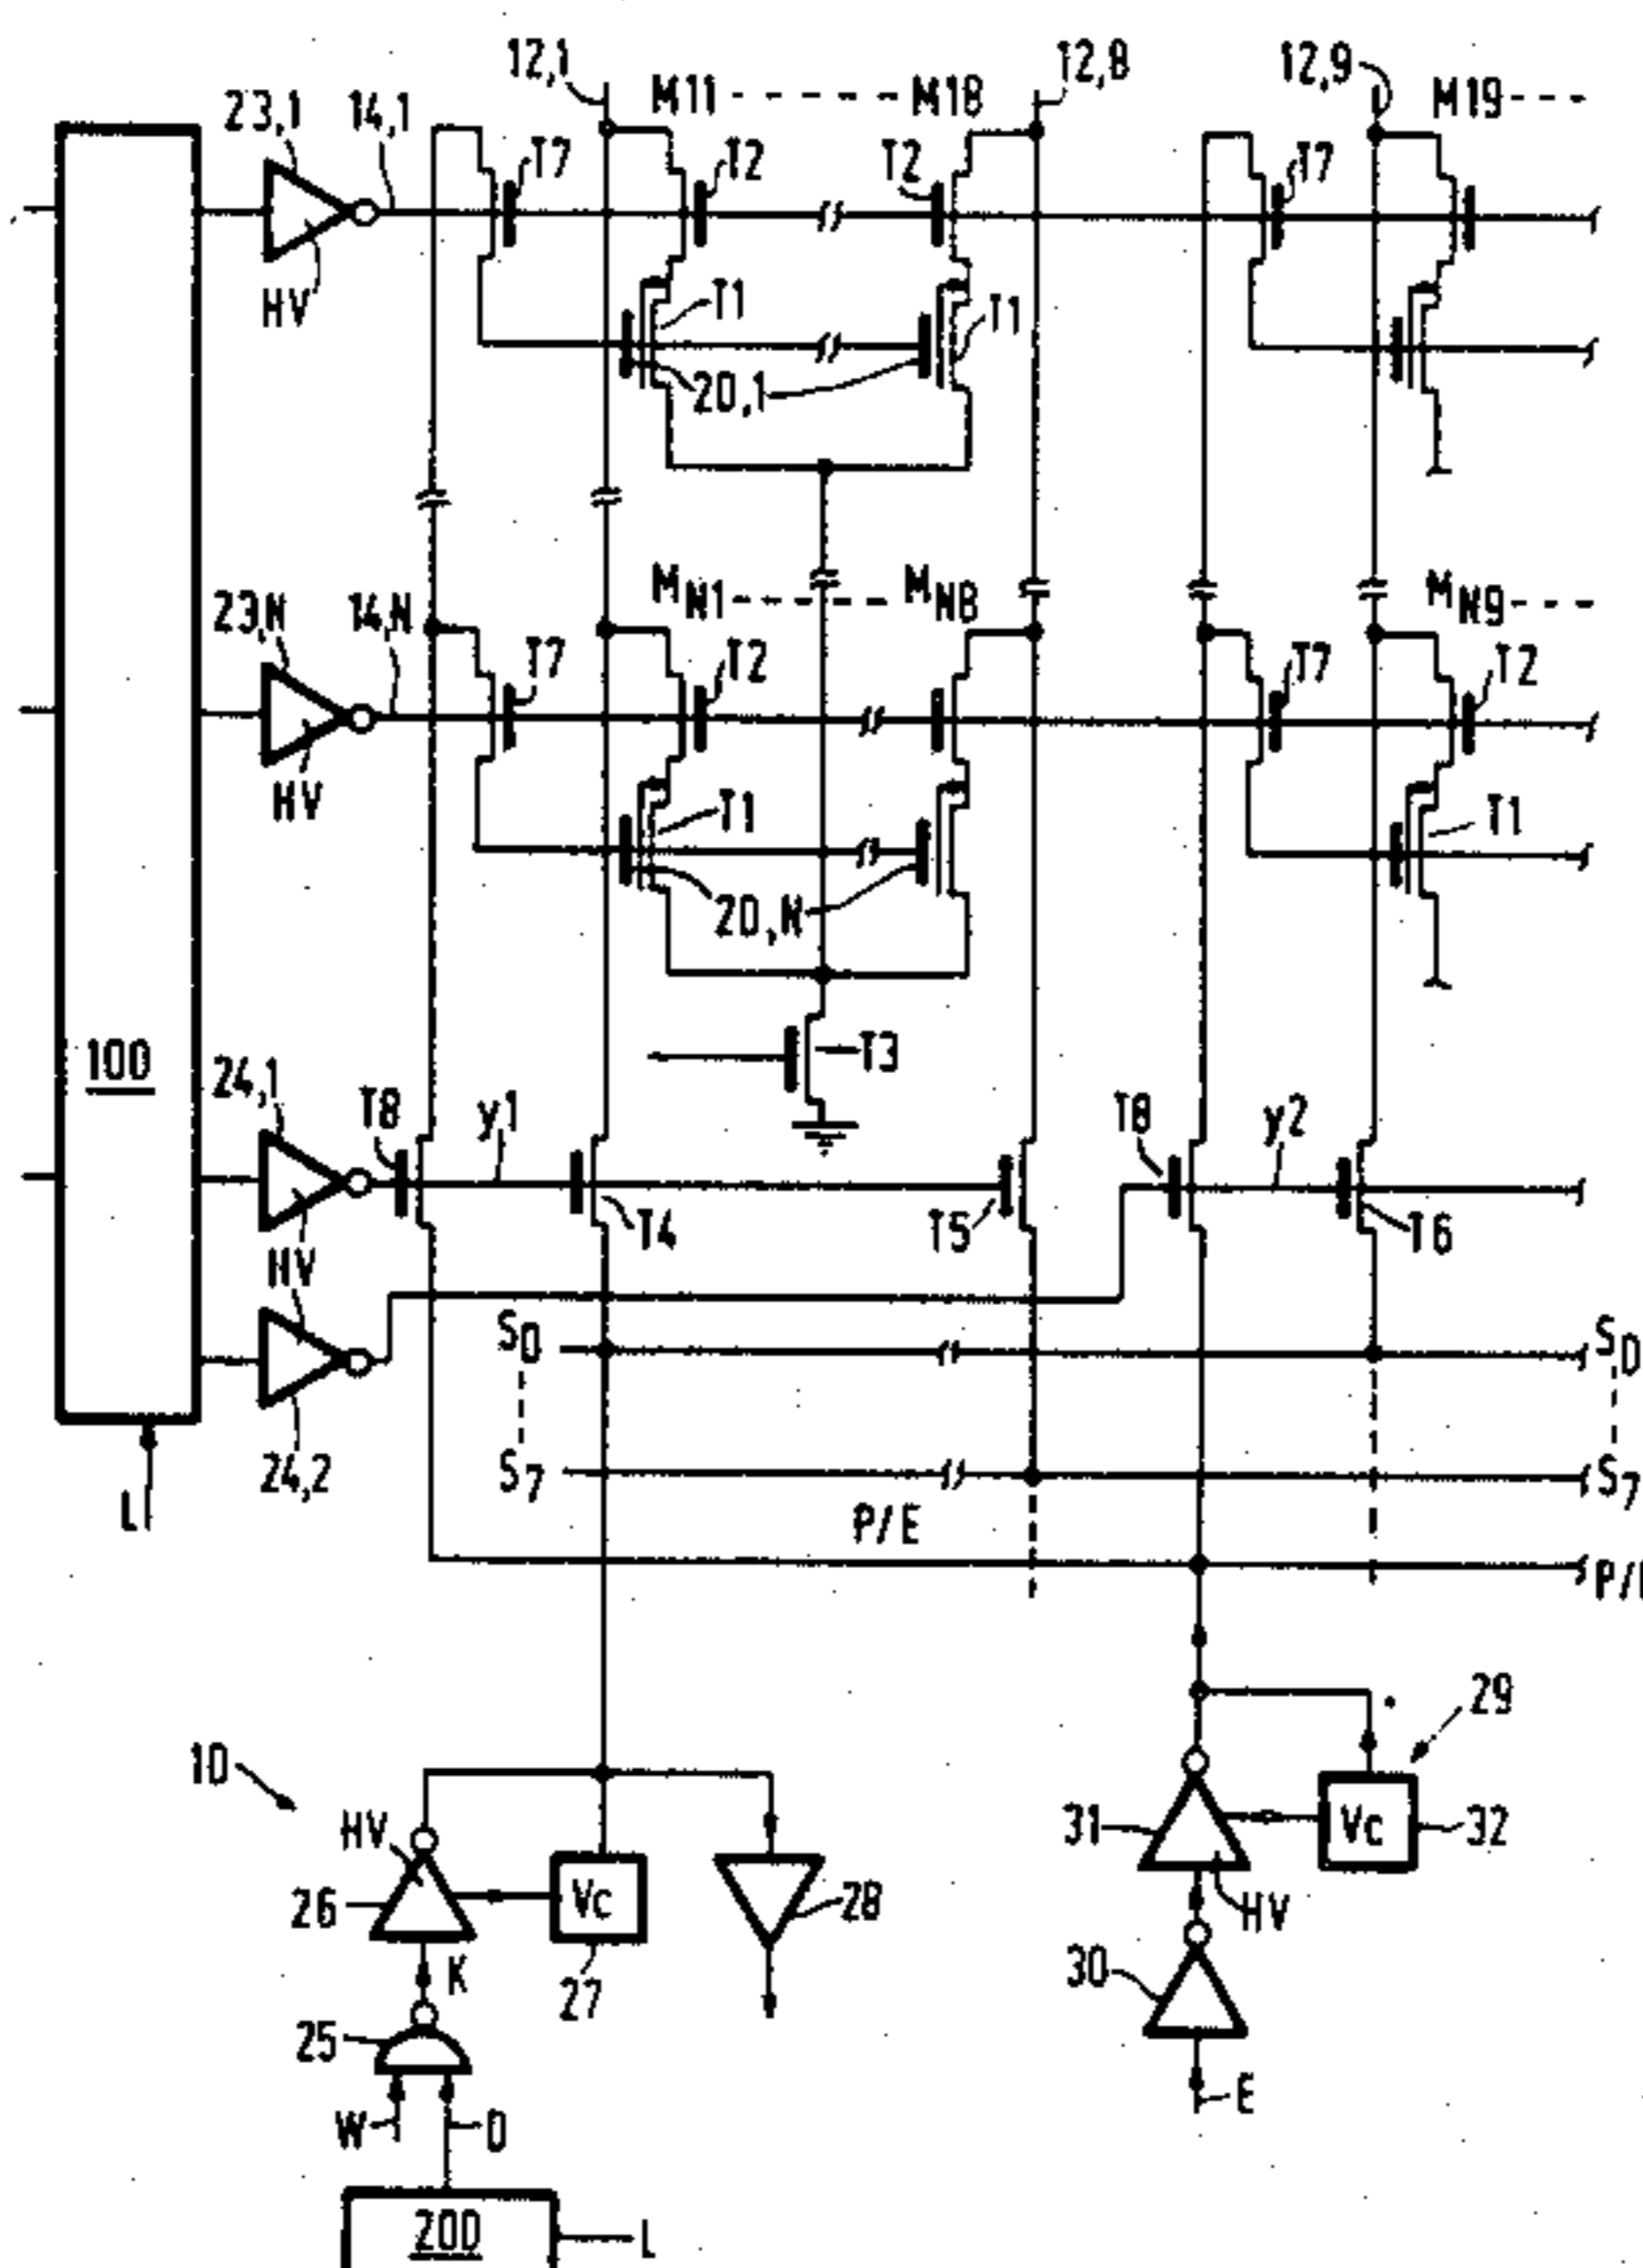 12,1 M11 - - - - - - M18 12,8 12,9 M19 - - -
23,1 14,1 T7 T2 T2 T7
HV T1 T1
20,1
23,N 14,N MN1 - - - - - - MN8 MN9 - - -
T7 T2 T7 T2
HV T1 T1
20,N
100 T3
24,1 T8 y1 T8 y2
HV T4 T5 T6
S0 S0
24,2 S7 S7
L P/E P/
10 29
HV 31 Vc 32
26 Vc 28 HV
K 27 30
25
W D E
200 L